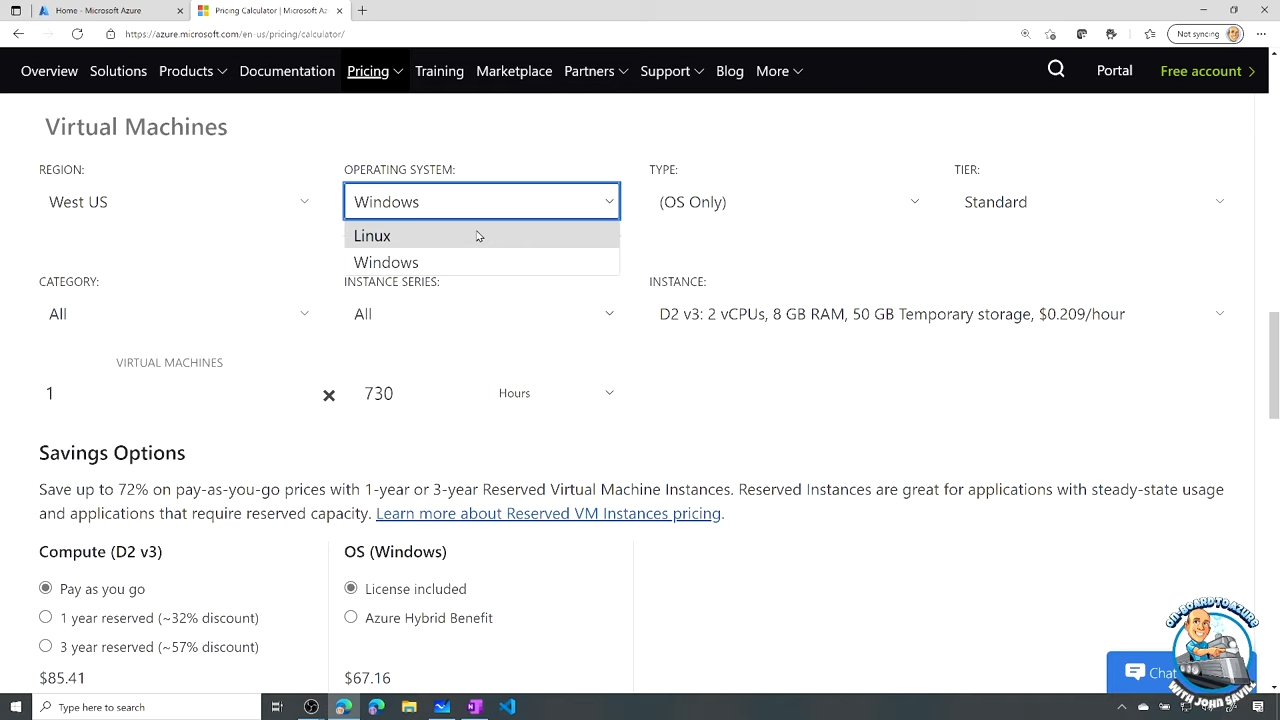 Home - Microsoft Azure
Pricing Calculator | Microsoft Az
https://azure.microsoft.com/en-us/pricing/calculator/
Not syncing
Overview Solutions Products Documentation Pricing Training Marketplace Partners Support Blog More Portal Free account
Virtual Machines
REGION: OPERATING SYSTEM: TYPE: TIER:
West US Windows (OS Only) Standard
Linux
Windows
CATEGORY: INSTANCE SERIES: INSTANCE:
All All D2 v3: 2 vCPUs, 8 GB RAM, 50 GB Temporary storage, $0.209/hour
VIRTUAL MACHINES
1 730 Hours
Savings Options
Save up to 72% on pay-as-you-go prices with 1-year or 3-year Reserved Virtual Machine Instances. Reserved Instances are great for applications with steady-state usage
and applications that require reserved capacity. Learn more about Reserved VM Instances pricing.
Compute (D2 v3) OS (Windows)
Pay as you go License included
1 year reserved (~32% discount) Azure Hybrid Benefit
3 year reserved (~57% discount)
$85.41 $67.16
Chat
ON-BOARD TO AZURE
WITH JOHN SAVILL
Type here to search